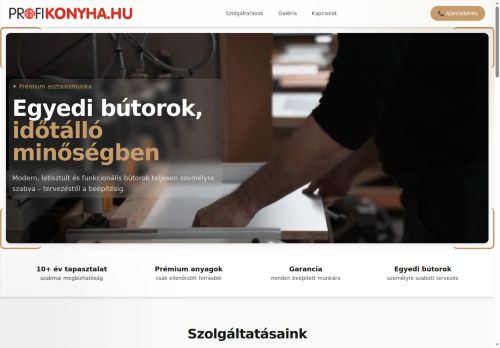 PROFIKONYHA.HU
Szolgáltatások
Galéria
Kapcsolat
📞 Ajánlatkérés
✦ Prémium asztalosmunka
Egyedi bútorok,
időtálló
minőségben
Modern, letisztult és funkcionális bútorok teljesen személyre
szabva – tervezéstől a beépítésig.
10+ év tapasztalat
szakmai megbízhatóság
Prémium anyagok
csak ellenőrzött forrásból
Garancia
minden beépített munkára
Egyedi bútorok
személyre szabott tervezés
Szolgáltatásaink